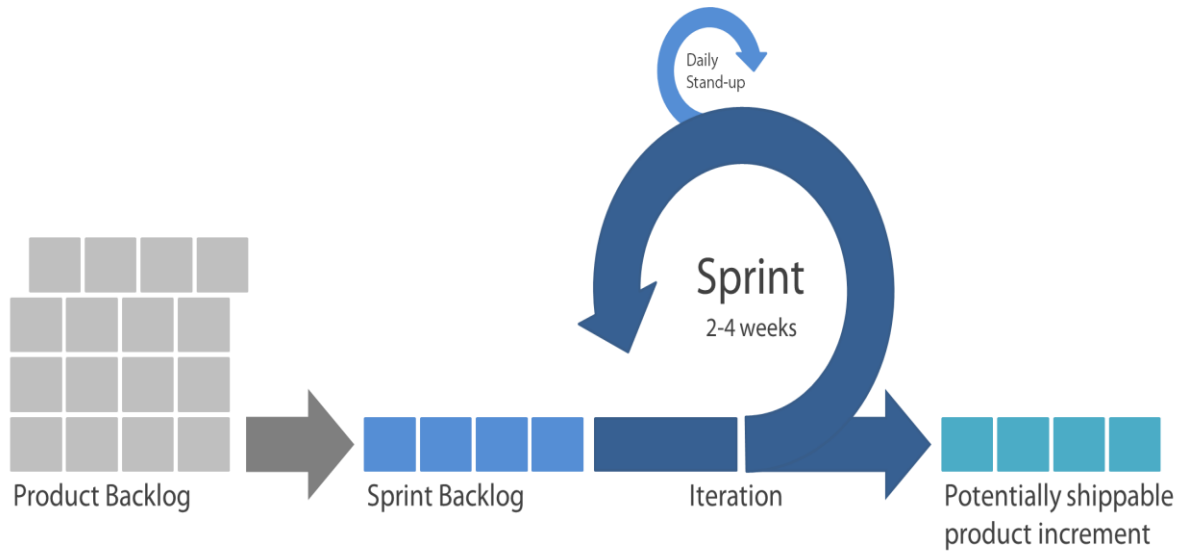 Daily
Stand-up
Sprint
2-4 weeks
Product Backlog
Sprint Backlog
Iteration
Potentially shippable
product increment